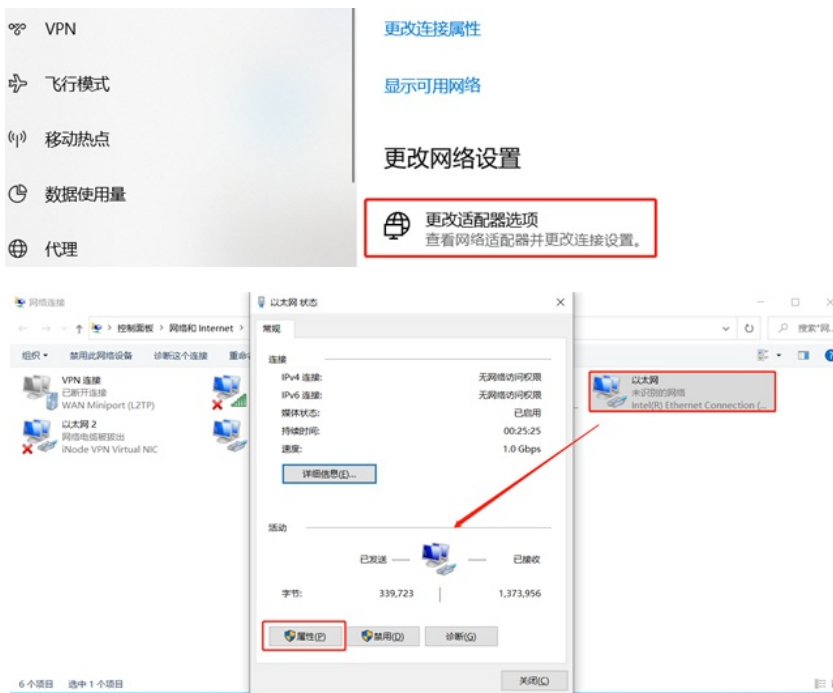 VPN
飞行模式
移动热点
数据使用量
代理
更改连接属性
显示可用网络
更改网络设置
更改适配器选项
查看网络适配器并更改连接设置。
网络连接
控制面板 › 网络和 Internet ›
搜索"网...
组织 禁用此网络设备 诊断这个连接 重命
VPN 连接
已断开连接
WAN Miniport (L2TP)
以太网 2
网络电缆被拔出
iNode VPN Virtual NIC
以太网 状态
常规
连接
IPv4 连接: 无网络访问权限
IPv6 连接: 无网络访问权限
媒体状态: 已启用
持续时间: 00:25:25
速度: 1.0 Gbps
详细信息(E)...
活动
已发送 已接收
字节: 339,723 1,373,956
属性(P) 禁用(D) 诊断(G)
关闭(C)
以太网
未识别的网络
Intel(R) Ethernet Connection (...
6 个项目 选中 1 个项目